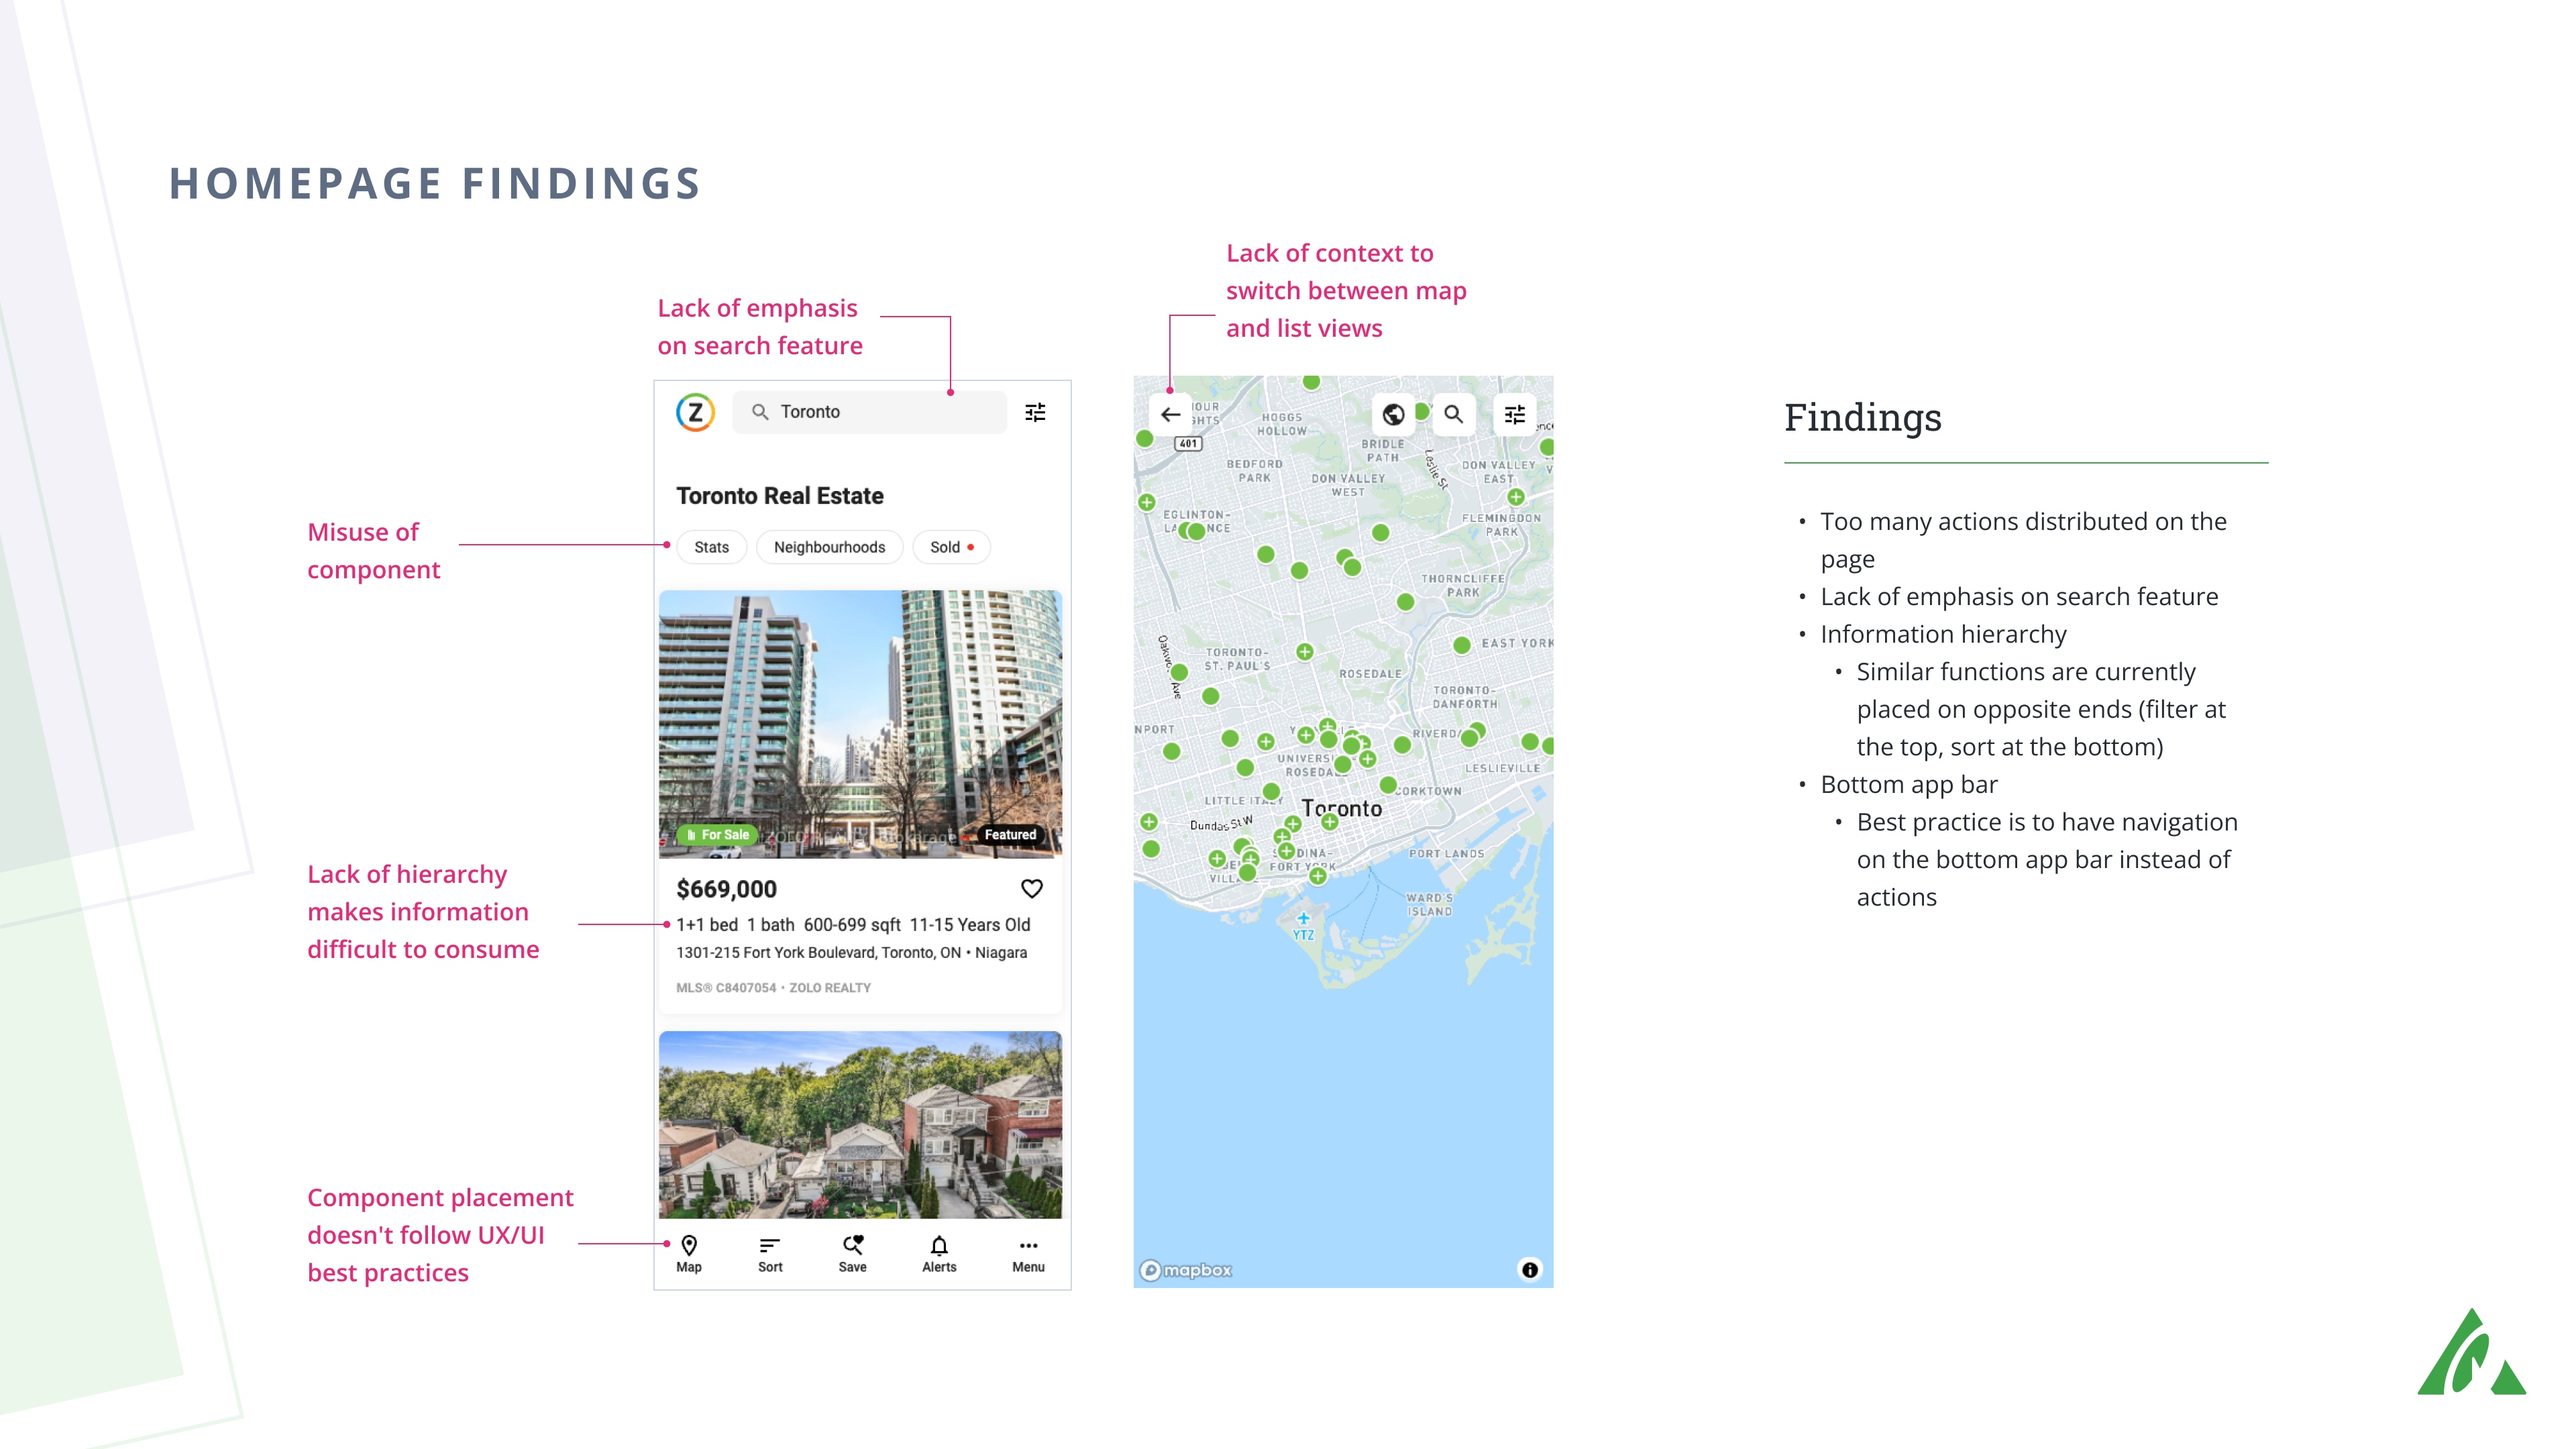 HOMEPAGE FINDINGS
Lack of emphasis
on search feature
Lack of context to
switch between map
and list views
Misuse of
component
Lack of hierarchy
makes information
difficult to consume
Component placement
doesn't follow UX/UI
best practices
Z
Toronto
Toronto Real Estate
Stats
Neighbourhoods
Sold
For Sale
Featured
$669,000
1+1 bed 1 bath 600-699 sqft 11-15 Years Old
1301-215 Fort York Boulevard, Toronto, ON • Niagara
MLS® C8407054 • ZOLO REALTY
Map
Sort
Save
Alerts
Menu
401
HOGGS
HOLLOW
BRIDLE
PATH
Leslie St
BEDFORD
PARK
DON VALLEY
WEST
DON VALLEY
EAST
EGLINTON-
FLEMINGDON
PARK
THORNCLIFFE
PARK
EAST YORK
TORONTO-
ST. PAUL'S
Ave
ROSEDALE
TORONTO-
DANFORTH
NPORT
LESLIEVILLE
LITTLE
Toronto
Dundas St W
FORT YORK
PORT LANDS
WARD'S
ISLAND
YTZ
mapbox
Findings
• Too many actions distributed on the
page
• Lack of emphasis on search feature
• Information hierarchy
• Similar functions are currently
placed on opposite ends (filter at
the top, sort at the bottom)
• Bottom app bar
• Best practice is to have navigation
on the bottom app bar instead of
actions